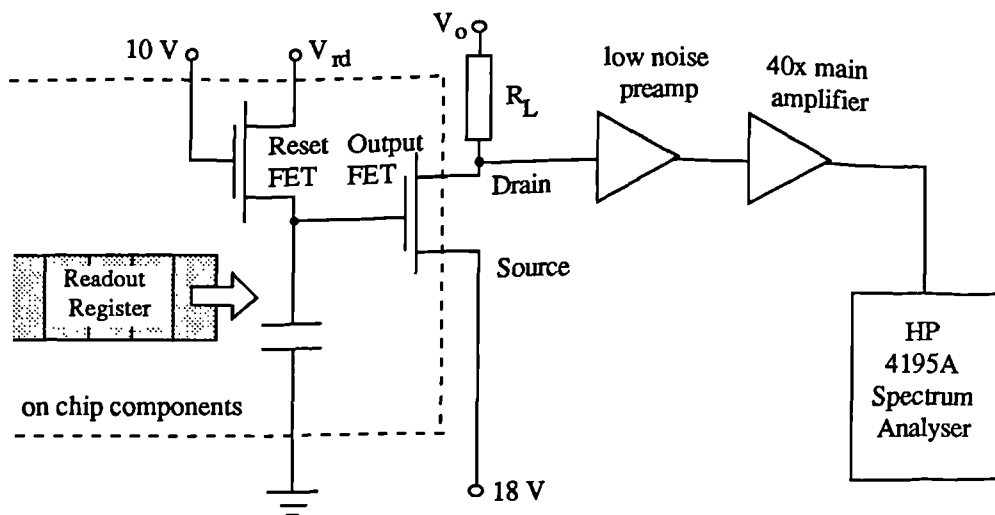 10 V
V_rd
V_o
R_L
low noise
preamp
40x main
amplifier
Reset
FET
Output
FET
Drain
Source
Readout
Register
on chip components
18 V
HP
4195A
Spectrum
Analyser